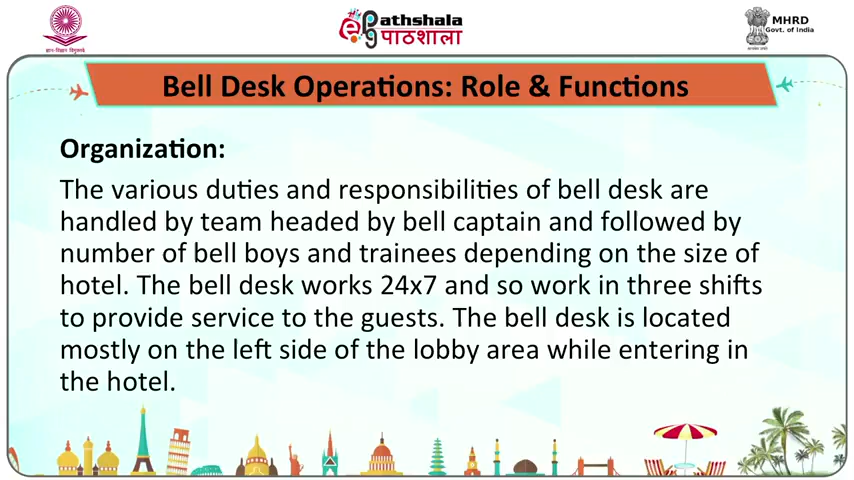 ज्ञान-विज्ञान विमुक्तये
Pathshala
पाठशाला
MHRD
Govt. of India
Bell Desk Operations: Role & Functions
Organization:
The various duties and responsibilities of bell desk are
handled by team headed by bell captain and followed by
number of bell boys and trainees depending on the size of
hotel. The bell desk works 24x7 and so work in three shifts
to provide service to the guests. The bell desk is located
mostly on the left side of the lobby area while entering in
the hotel.